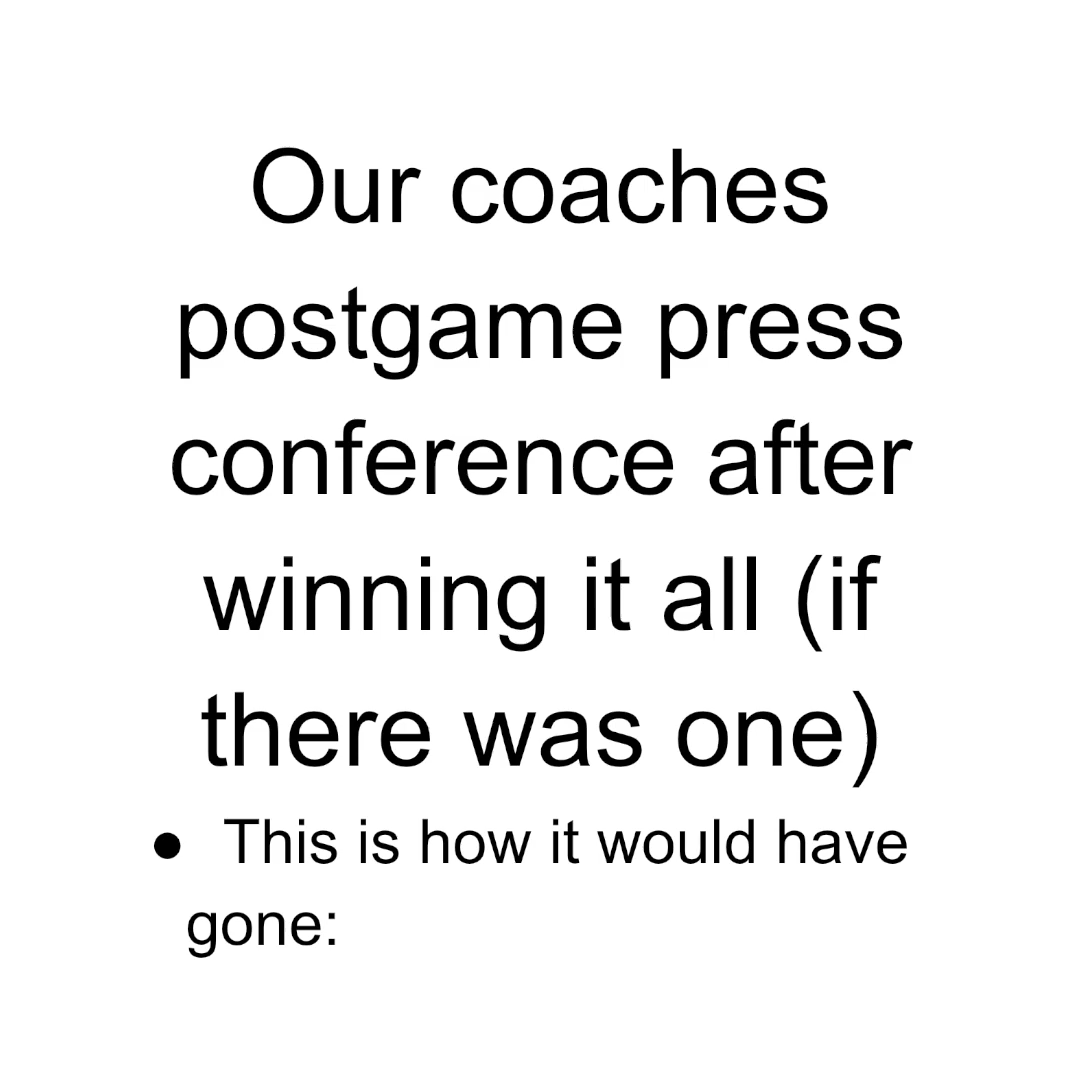 Our coaches
postgame press
conference after
winning it all (if
there was one)
● This is how it would have
gone: